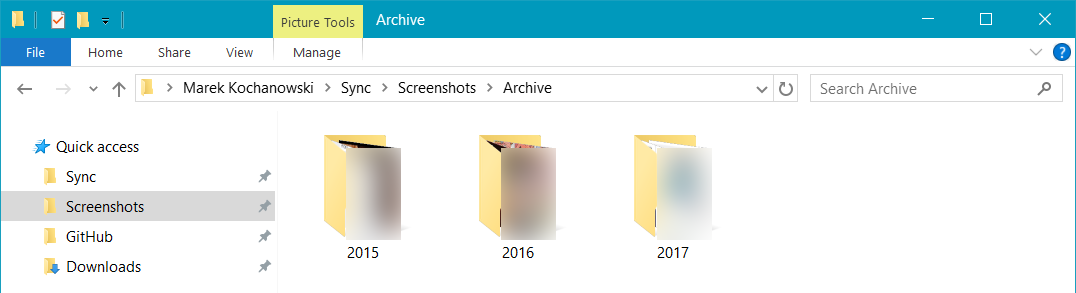 Picture Tools Archive
File Home Share View Manage
Marek Kochanowski Sync Screenshots Archive Search Archive
Quick access
Sync
Screenshots
GitHub
Downloads
2015 2016 2017